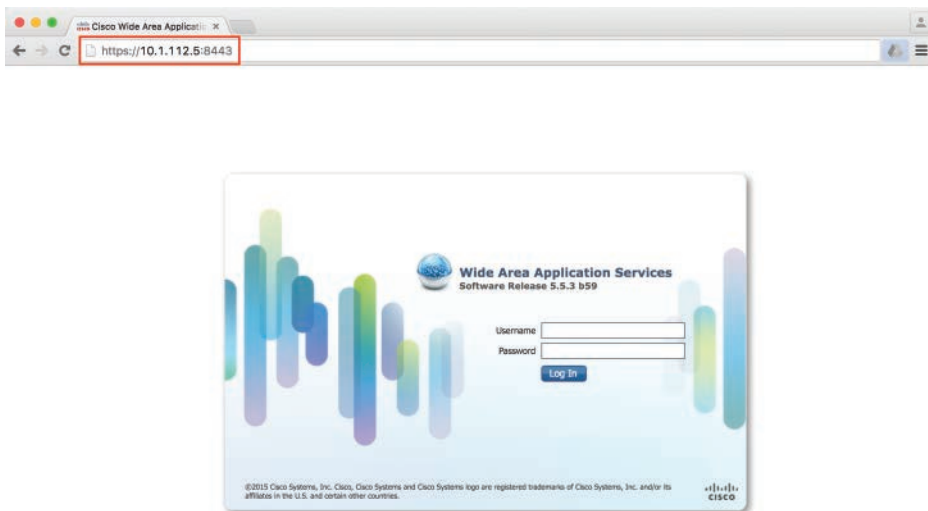 Cisco Wide Area Applicatio
https://10.1.112.5:8443
Wide Area Application Services
Software Release 5.5.3 b59
Username
Password
Log In
©2015 Cisco Systems, Inc. Cisco, Cisco Systems and Cisco Systems logo are registered trademarks of Cisco Systems, Inc. and/or its
affiliates in the U.S. and certain other countries.
CISCO